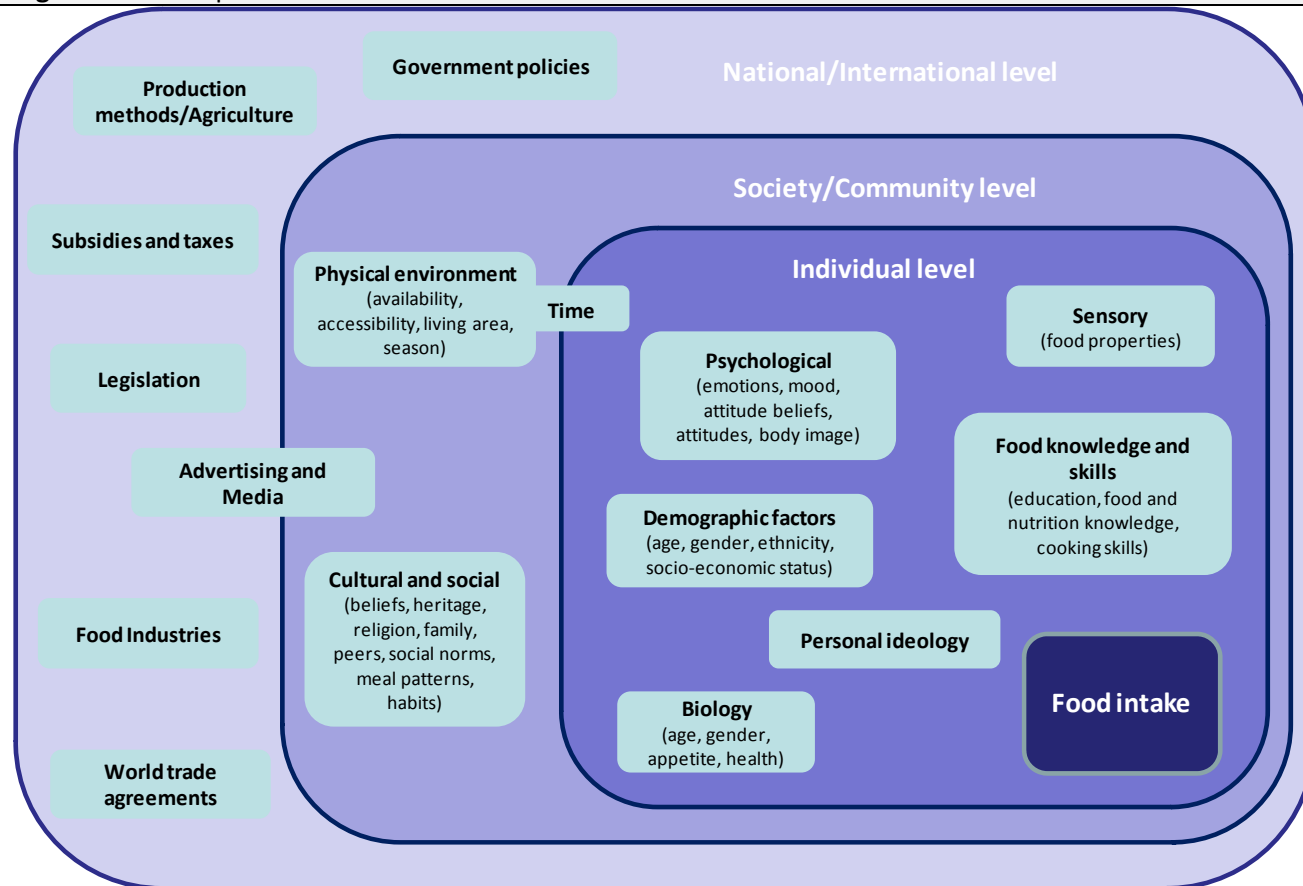 Government policies
National/International level
Production
methods/Agriculture
Society/Community level
Subsidies and taxes
Physical environment
(availability,
accessibility, living area,
season)
Time
Individual level
Sensory
(food properties)
Legislation
Psychological
(emotions, mood,
attitude beliefs,
attitudes, body image)
Food knowledge and
skills
(education, food and
nutrition knowledge,
cooking skills)
Advertising and
Media
Demographic factors
(age, gender, ethnicity,
socio-economic status)
Cultural and social
(beliefs, heritage,
religion, family,
peers, social norms,
meal patterns,
habits)
Food Industries
Personal ideology
Biology
(age, gender,
appetite, health)
Food intake
World trade
agreements